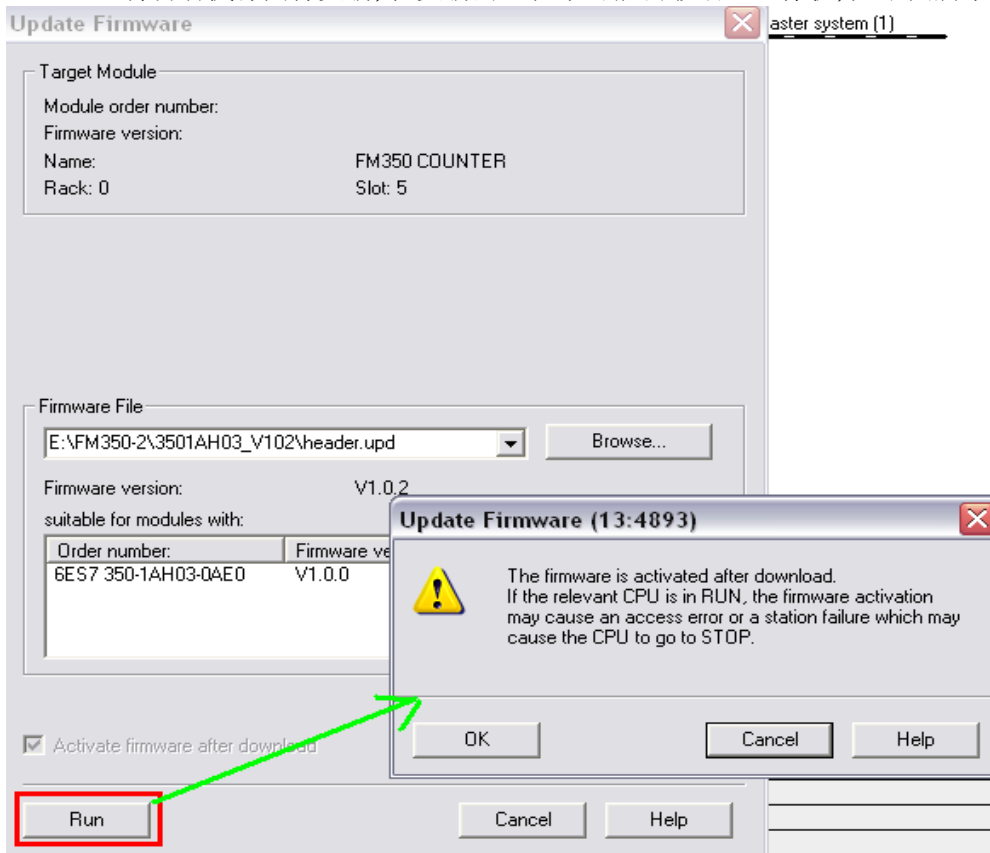 Update Firmware
aster system (1)
Target Module
Module order number:
Firmware version:
Name: FM350 COUNTER
Rack: 0 Slot: 5
Firmware File
E:\FM350-2\3501AH03_V102\header.upd Browse...
Firmware version: V1.0.2
suitable for modules with:
Order number: Firmware ve
6ES7 350-1AH03-0AE0 V1.0.0
Update Firmware (13:4893)
The firmware is activated after download.
If the relevant CPU is in RUN, the firmware activation
may cause an access error or a station failure which may
cause the CPU to go to STOP.
OK Cancel Help
Activate firmware after download
Run Cancel Help